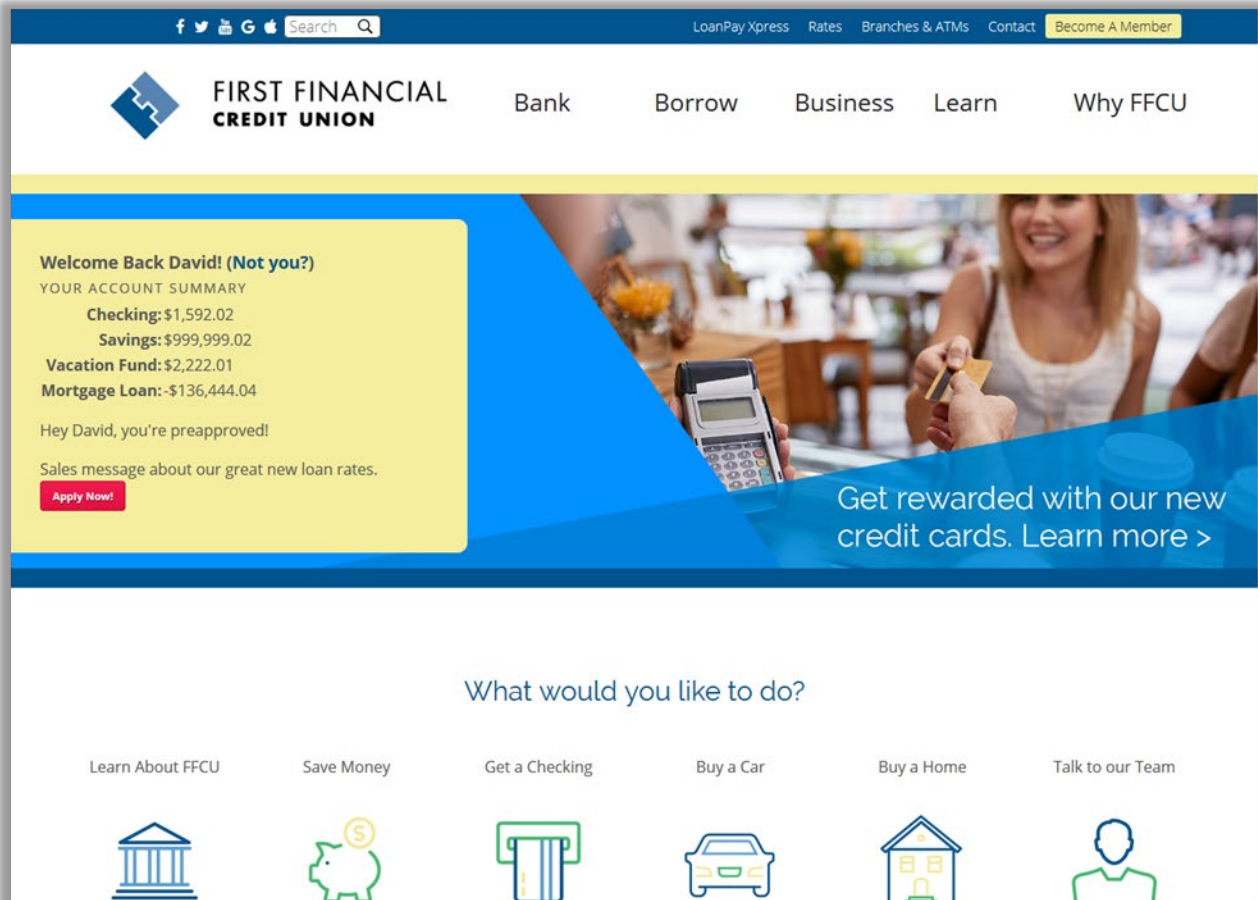 Search
LoanPay Xpress Rates Branches & ATMs Contact Become A Member
FIRST FINANCIAL
CREDIT UNION
Bank Borrow Business Learn Why FFCU
Welcome Back David! (Not you?)
YOUR ACCOUNT SUMMARY
Checking: $1,592.02
Savings: $999,999.02
Vacation Fund: $2,222.01
Mortgage Loan: -$136,444.04
Hey David, you're preapproved!
Sales message about our great new loan rates.
Apply Now!
Get rewarded with our new
credit cards. Learn more >
What would you like to do?
Learn About FFCU Save Money Get a Checking Buy a Car Buy a Home Talk to our Team